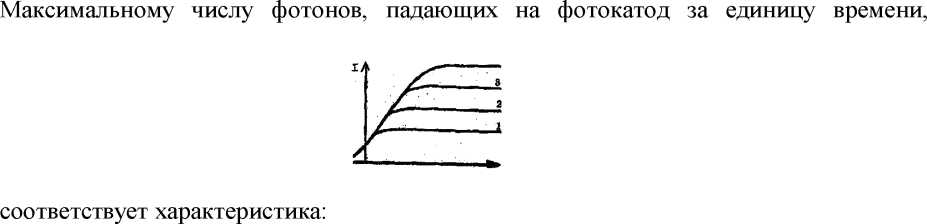 Максимальному числу фотонов, падающих на фотокатод за единицу времени,
I
3
2
1
соответствует характеристика: